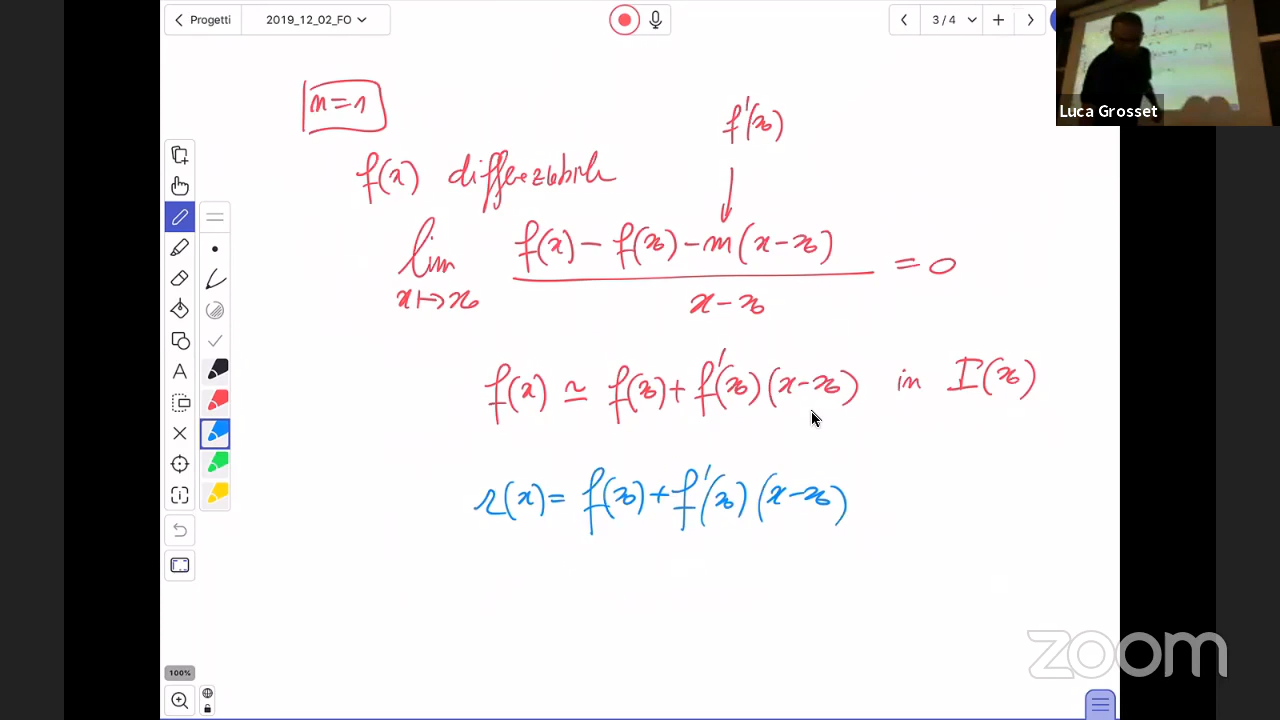 Progetti
2019_12_02_FO
3 / 4
Luca Grosset
n=1
f'(x₀)
f(x) differenziabile
lim x↦x₀ (f(x) − f(x₀) − m(x−x₀)) / (x−x₀) = 0
f(x) ≃ f(x₀) + f'(x₀)(x−x₀) in I(x₀)
r(x) = f(x₀) + f'(x₀)(x−x₀)
A
zoom
100%